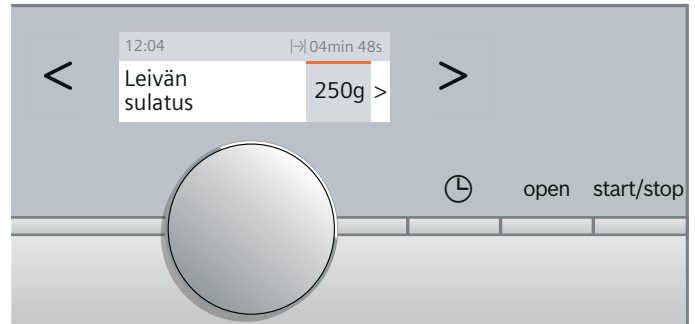 12:04 |→| 04min 48s
< Leivän sulatus 250g > >
open start/stop